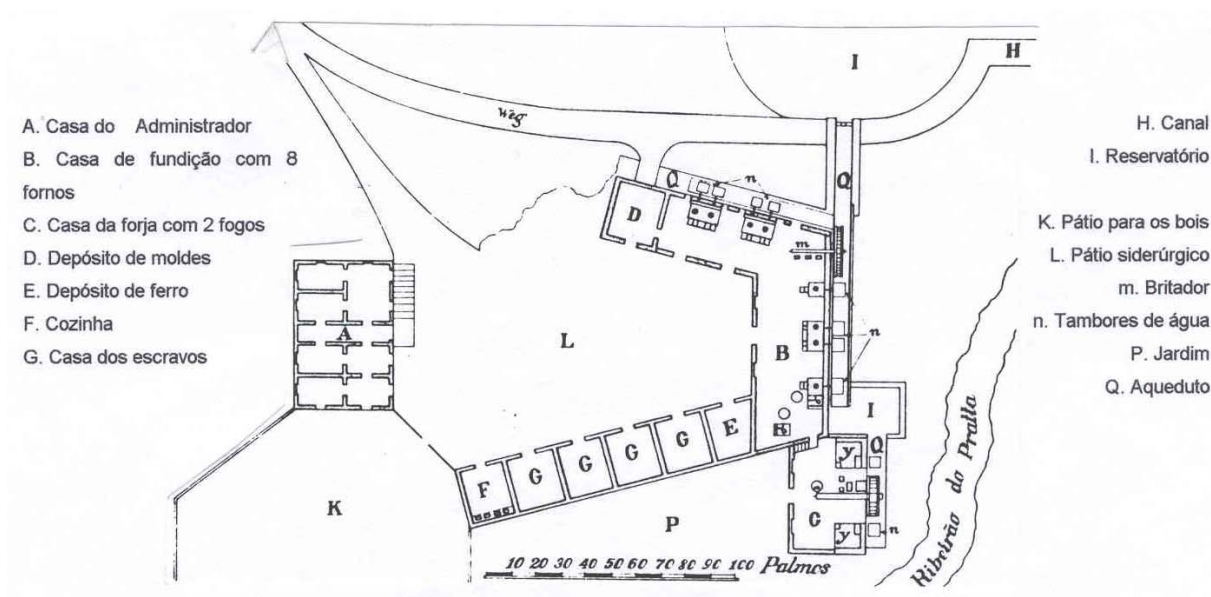 A. Casa do Administrador
B. Casa de fundição com 8
fornos
C. Casa da forja com 2 fogos
D. Depósito de moldes
E. Depósito de ferro
F. Cozinha
G. Casa dos escravos
H. Canal
I. Reservatório
K. Pátio para os bois
L. Pátio siderúrgico
m. Britador
n. Tambores de água
P. Jardim
Q. Aqueduto
H
I
Weg
Q
n
Q
D
m
A
L
B
n
I
E
G
G
G
G
F
Q
y
C
y
n
K
P
10 20 30 40 50 60 70 80 90 100 Palmos
Ribeirão do Pralla